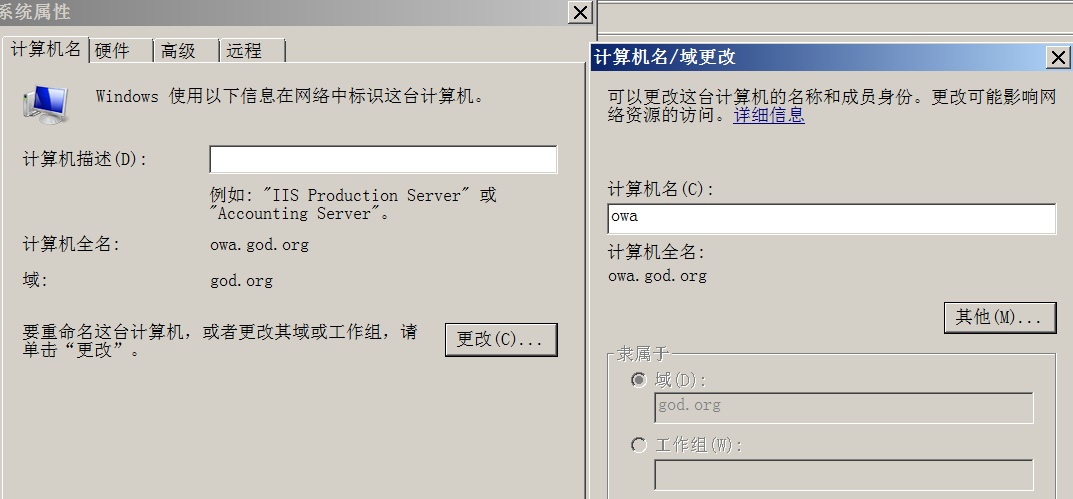 系统属性
计算机名 硬件 高级 远程
Windows 使用以下信息在网络中标识这台计算机。
计算机描述(D):
例如: "IIS Production Server" 或
"Accounting Server"。
计算机全名: owa.god.org
域: god.org
要重命名这台计算机，或者更改其域或工作组，请
单击“更改”。
更改(C)...
计算机名/域更改
可以更改这台计算机的名称和成员身份。更改可能影响网
络资源的访问。详细信息
计算机名(C):
owa
计算机全名:
owa.god.org
其他(M)...
隶属于
域(D):
god.org
工作组(W):